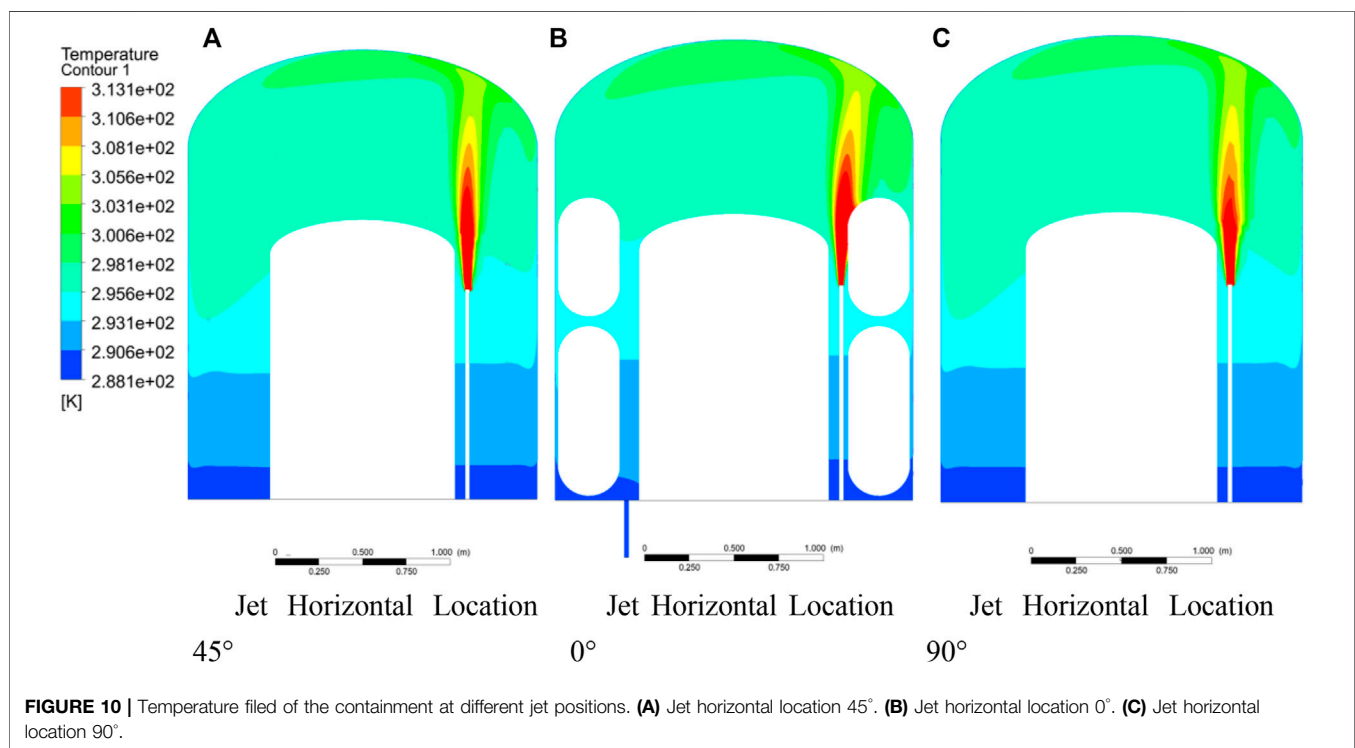 A
B
C
Temperature
Contour 1
3.131e+02
3.106e+02
3.081e+02
3.056e+02
3.031e+02
3.006e+02
2.981e+02
2.956e+02
2.931e+02
2.906e+02
2.881e+02
[K]
0 0.500 1.000 (m)
0.250 0.750
0 0.500 1.000 (m)
0.250 0.750
0 0.500 1.000 (m)
0.250 0.750
Jet Horizontal Location
45°
Jet Horizontal Location
0°
Jet Horizontal Location
90°
FIGURE 10 | Temperature filed of the containment at different jet positions. (A) Jet horizontal location 45°. (B) Jet horizontal location 0°. (C) Jet horizontal
location 90°.